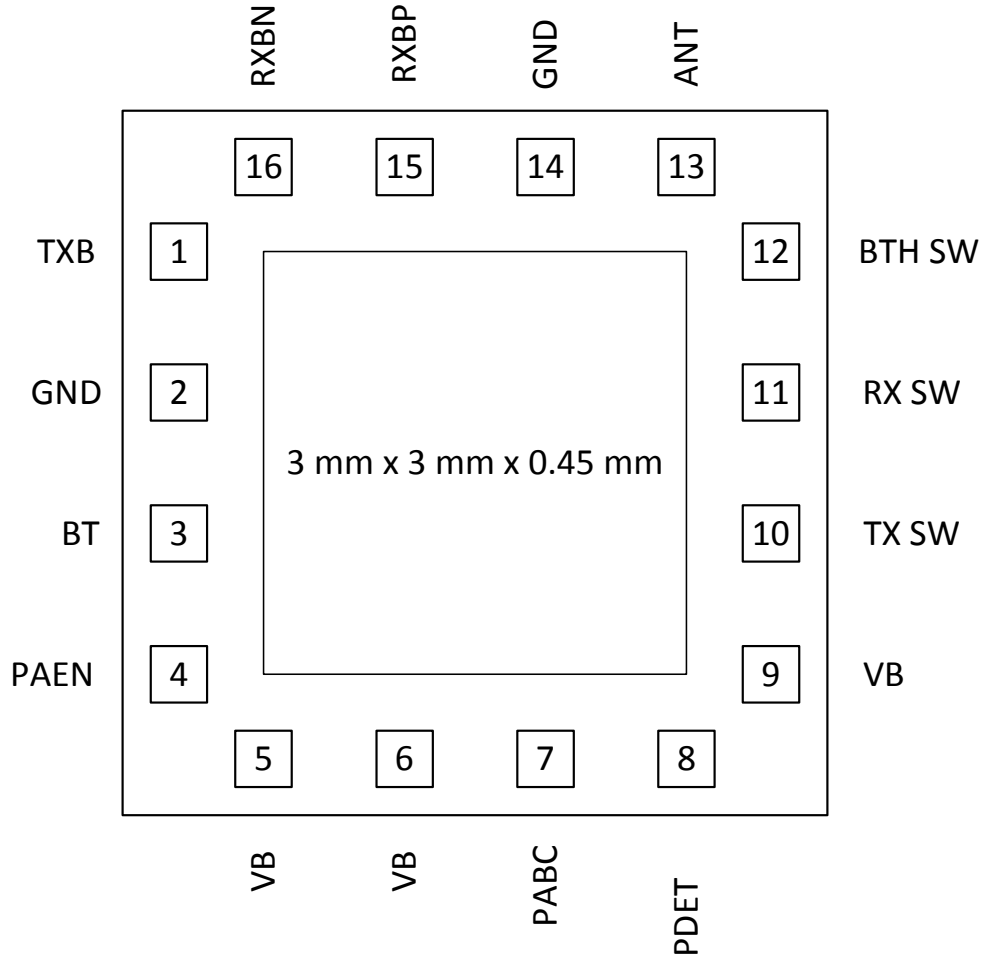 RXBN RXBP GND ANT
16 15 14 13
TXB 1 12 BTH SW
GND 2 11 RX SW
3 mm x 3 mm x 0.45 mm
BT 3 10 TX SW
PAEN 4 9 VB
5 6 7 8
VB VB PABC PDET